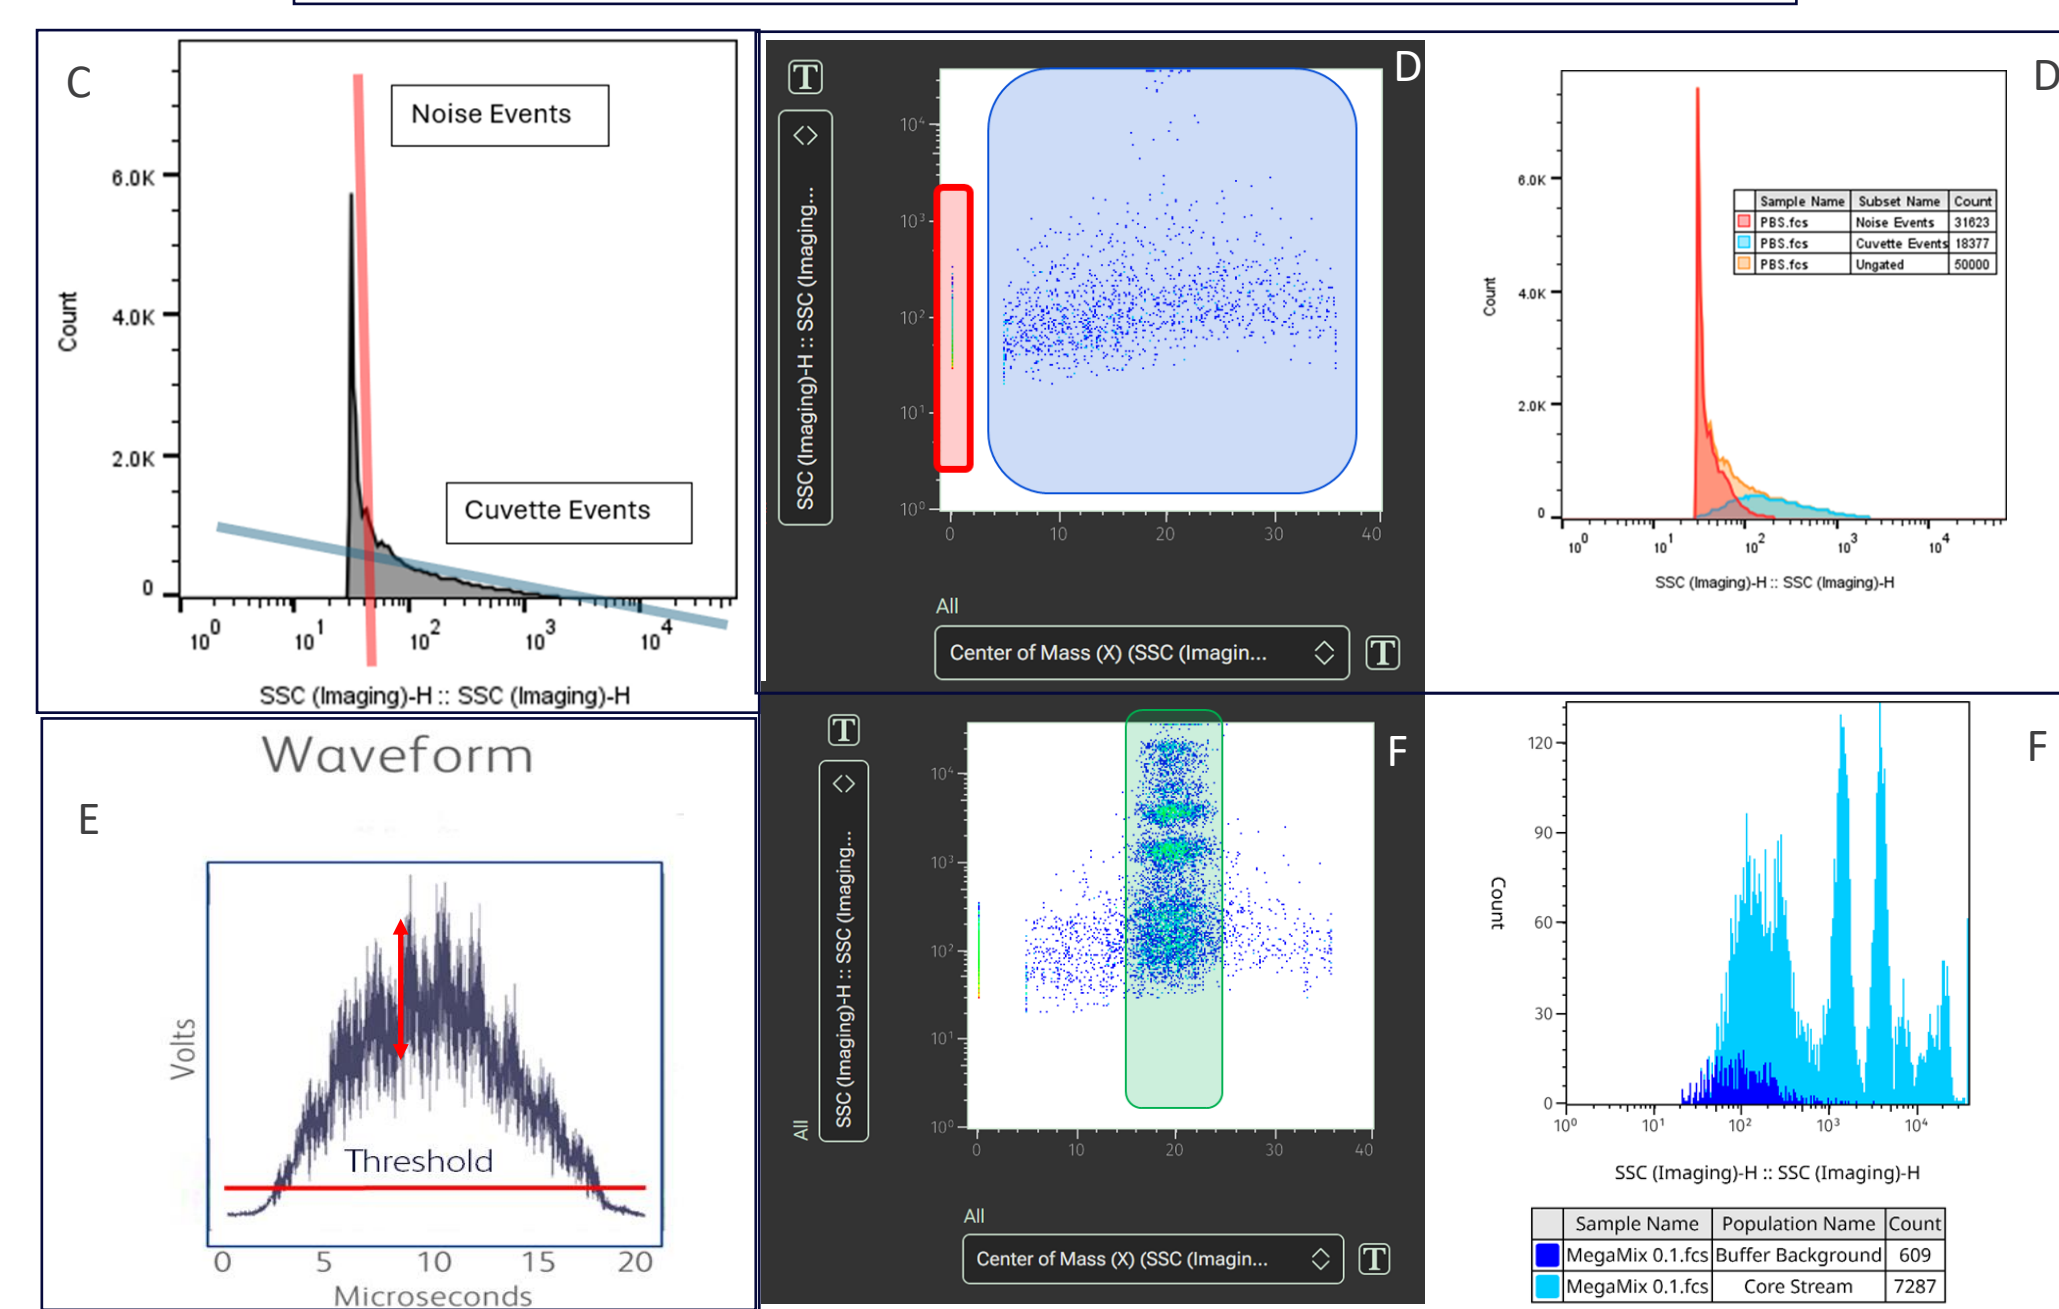 C
Noise Events
Cuvette Events
Count
6.0K
4.0K
2.0K
0
10^0 10^1 10^2 10^3 10^4
SSC (Imaging)-H :: SSC (Imaging)-H
T
D
SSC (Imaging)-H :: SSC (Imaging...
10^4
10^3
10^2
10^1
10^0
0 10 20 30 40
All
Center of Mass (X) (SSC (Imagin...
T
D
Count
6.0K
4.0K
2.0K
0
Sample Name Subset Name Count
PBS.fcs Noise Events 31623
PBS.fcs Cuvette Events 18377
PBS.fcs Ungated 50000
10^0 10^1 10^2 10^3 10^4
SSC (Imaging)-H :: SSC (Imaging)-H
Waveform
E
Volts
Threshold
0 5 10 15 20
Microseconds
T
F
All
SSC (Imaging)-H :: SSC (Imaging...
10^4
10^3
10^2
10^1
10^0
0 10 20 30 40
All
Center of Mass (X) (SSC (Imagin...
T
F
Count
120
90
60
30
0
10^0 10^1 10^2 10^3 10^4
SSC (Imaging)-H :: SSC (Imaging)-H
Sample Name Population Name Count
MegaMix 0.1.fcs Buffer Background 609
MegaMix 0.1.fcs Core Stream 7287